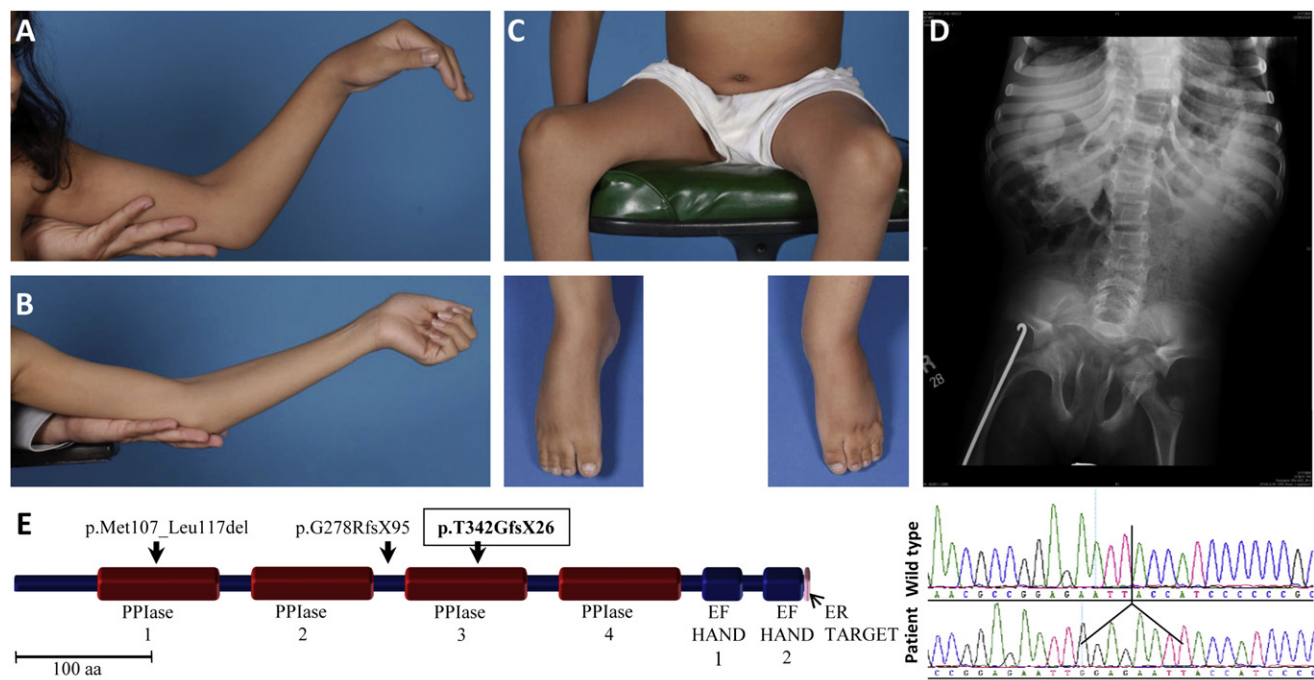 A
C
D
B
R
28
E
p.Met107_Leu117del
p.G278RfsX95
p.T342GfsX26
PPIase
1
PPIase
2
PPIase
3
PPIase
4
EF
HAND
1
EF
HAND
2
ER
TARGET
100 aa
Wild type
A A C G C C G G A G A A T T A C C A T C C C C C C G C
Patient
C C G G A G A A T T G G A G A A T T A C C A T C C C C